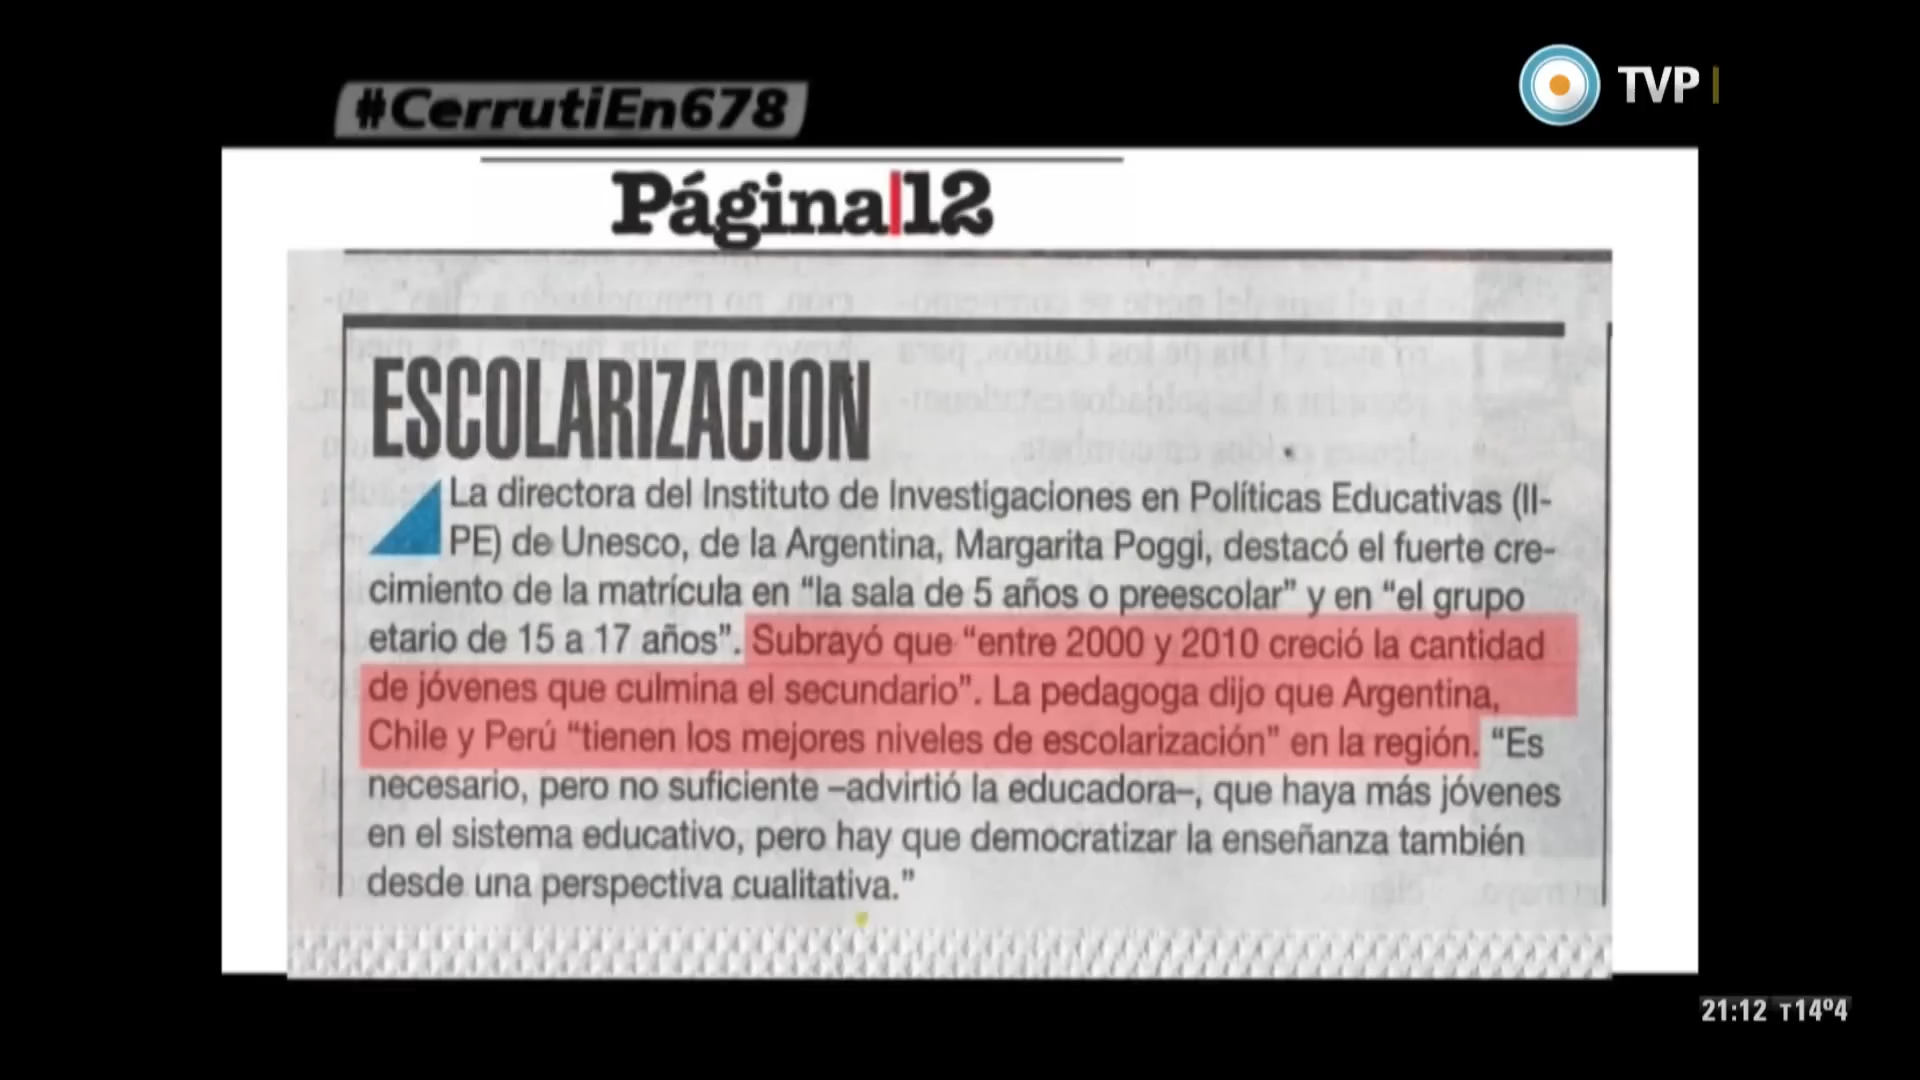 #CerrutiEn678
TVP
Página|12
ESCOLARIZACION
La directora del Instituto de Investigaciones en Políticas Educativas (II-
PE) de Unesco, de la Argentina, Margarita Poggi, destacó el fuerte cre-
cimiento de la matrícula en “la sala de 5 años o preescolar” y en “el grupo
etario de 15 a 17 años”. Subrayó que “entre 2000 y 2010 creció la cantidad
de jóvenes que culmina el secundario”. La pedagoga dijo que Argentina,
Chile y Perú “tienen los mejores niveles de escolarización” en la región. “Es
necesario, pero no suficiente –advirtió la educadora–, que haya más jóvenes
en el sistema educativo, pero hay que democratizar la enseñanza también
desde una perspectiva cualitativa.”
21:12 T14º4